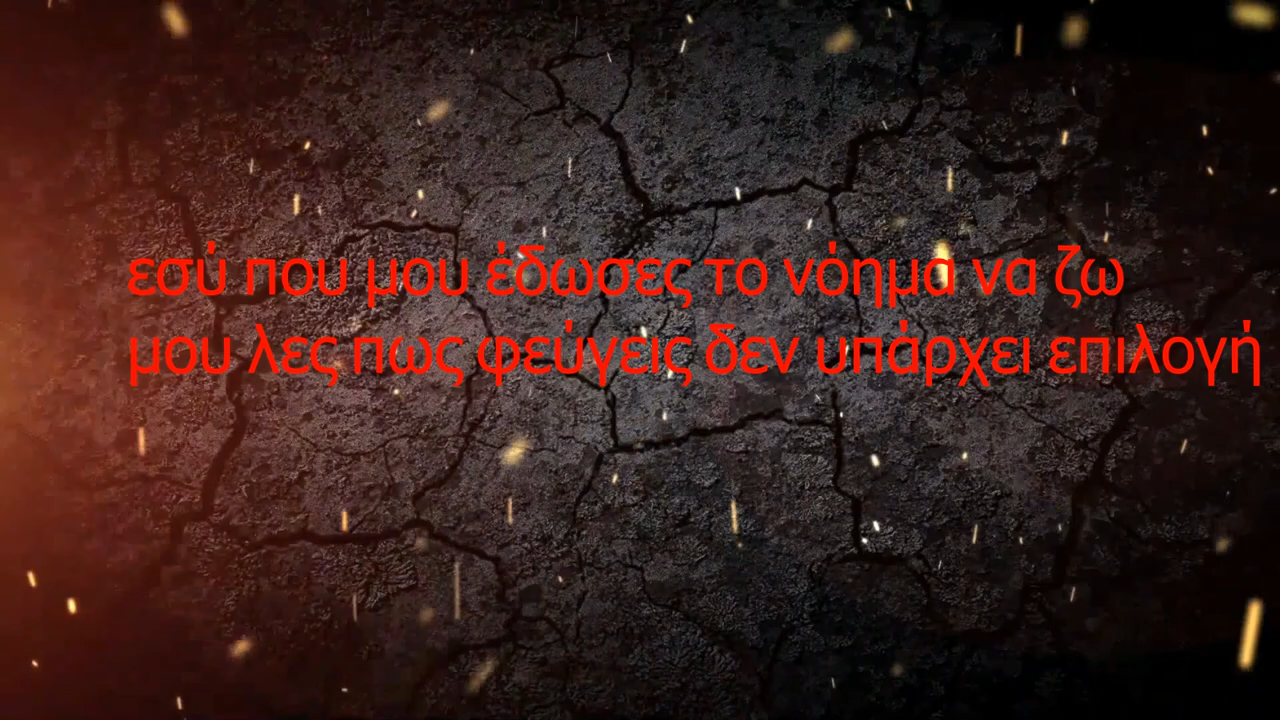 εσύ που μου έδωσες το νόημα να ζω
μου λες πως φεύγεις δεν υπάρχει επιλογή